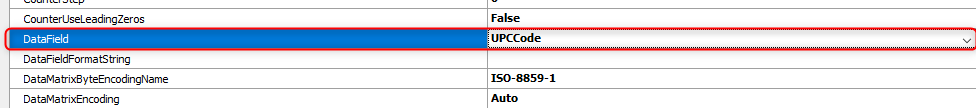 CounterUseLeadingZeros False
DataField UPCCode
DataFieldFormatString
DataMatrixByteEncodingName ISO-8859-1
DataMatrixEncoding Auto